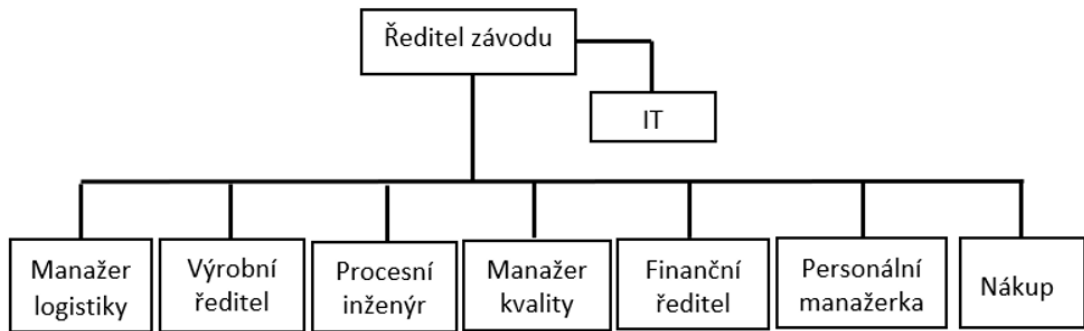 Ředitel závodu
IT
Manažer
logistiky
Výrobní
ředitel
Procesní
inženýr
Manažer
kvality
Finanční
ředitel
Personální
manažerka
Nákup